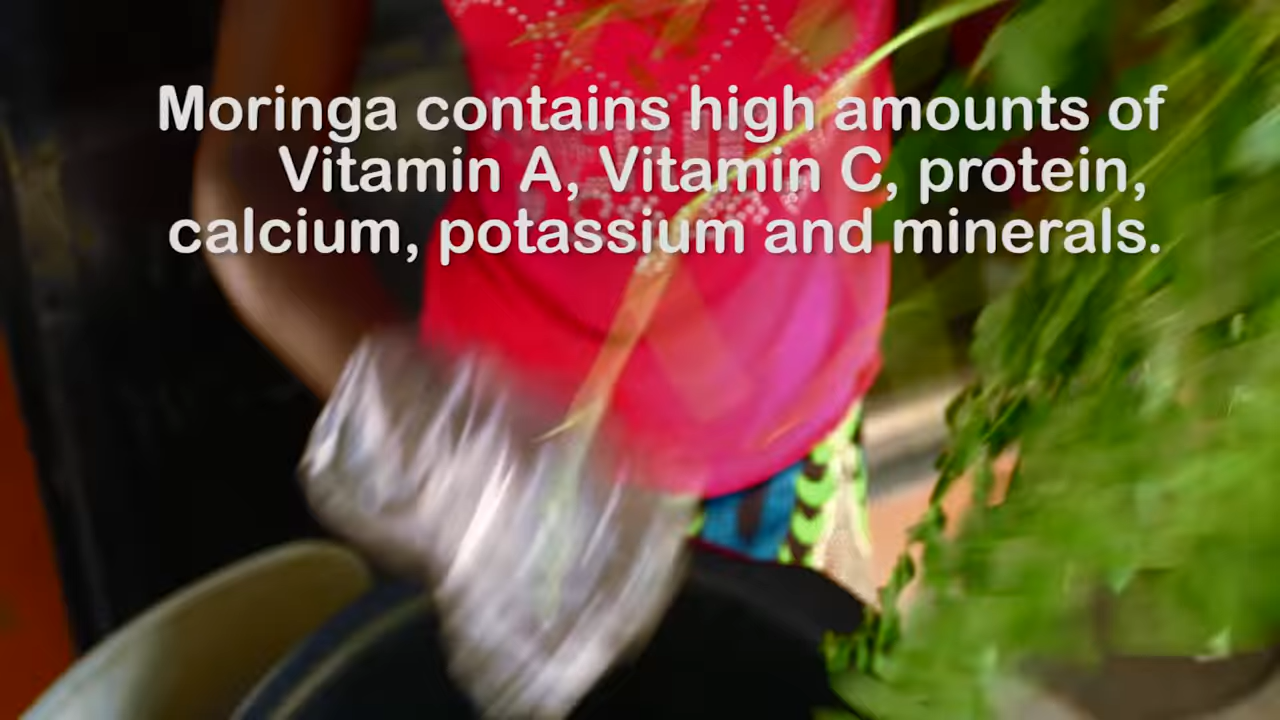 Moringa contains high amounts of
Vitamin A, Vitamin C, protein,
calcium, potassium and minerals.